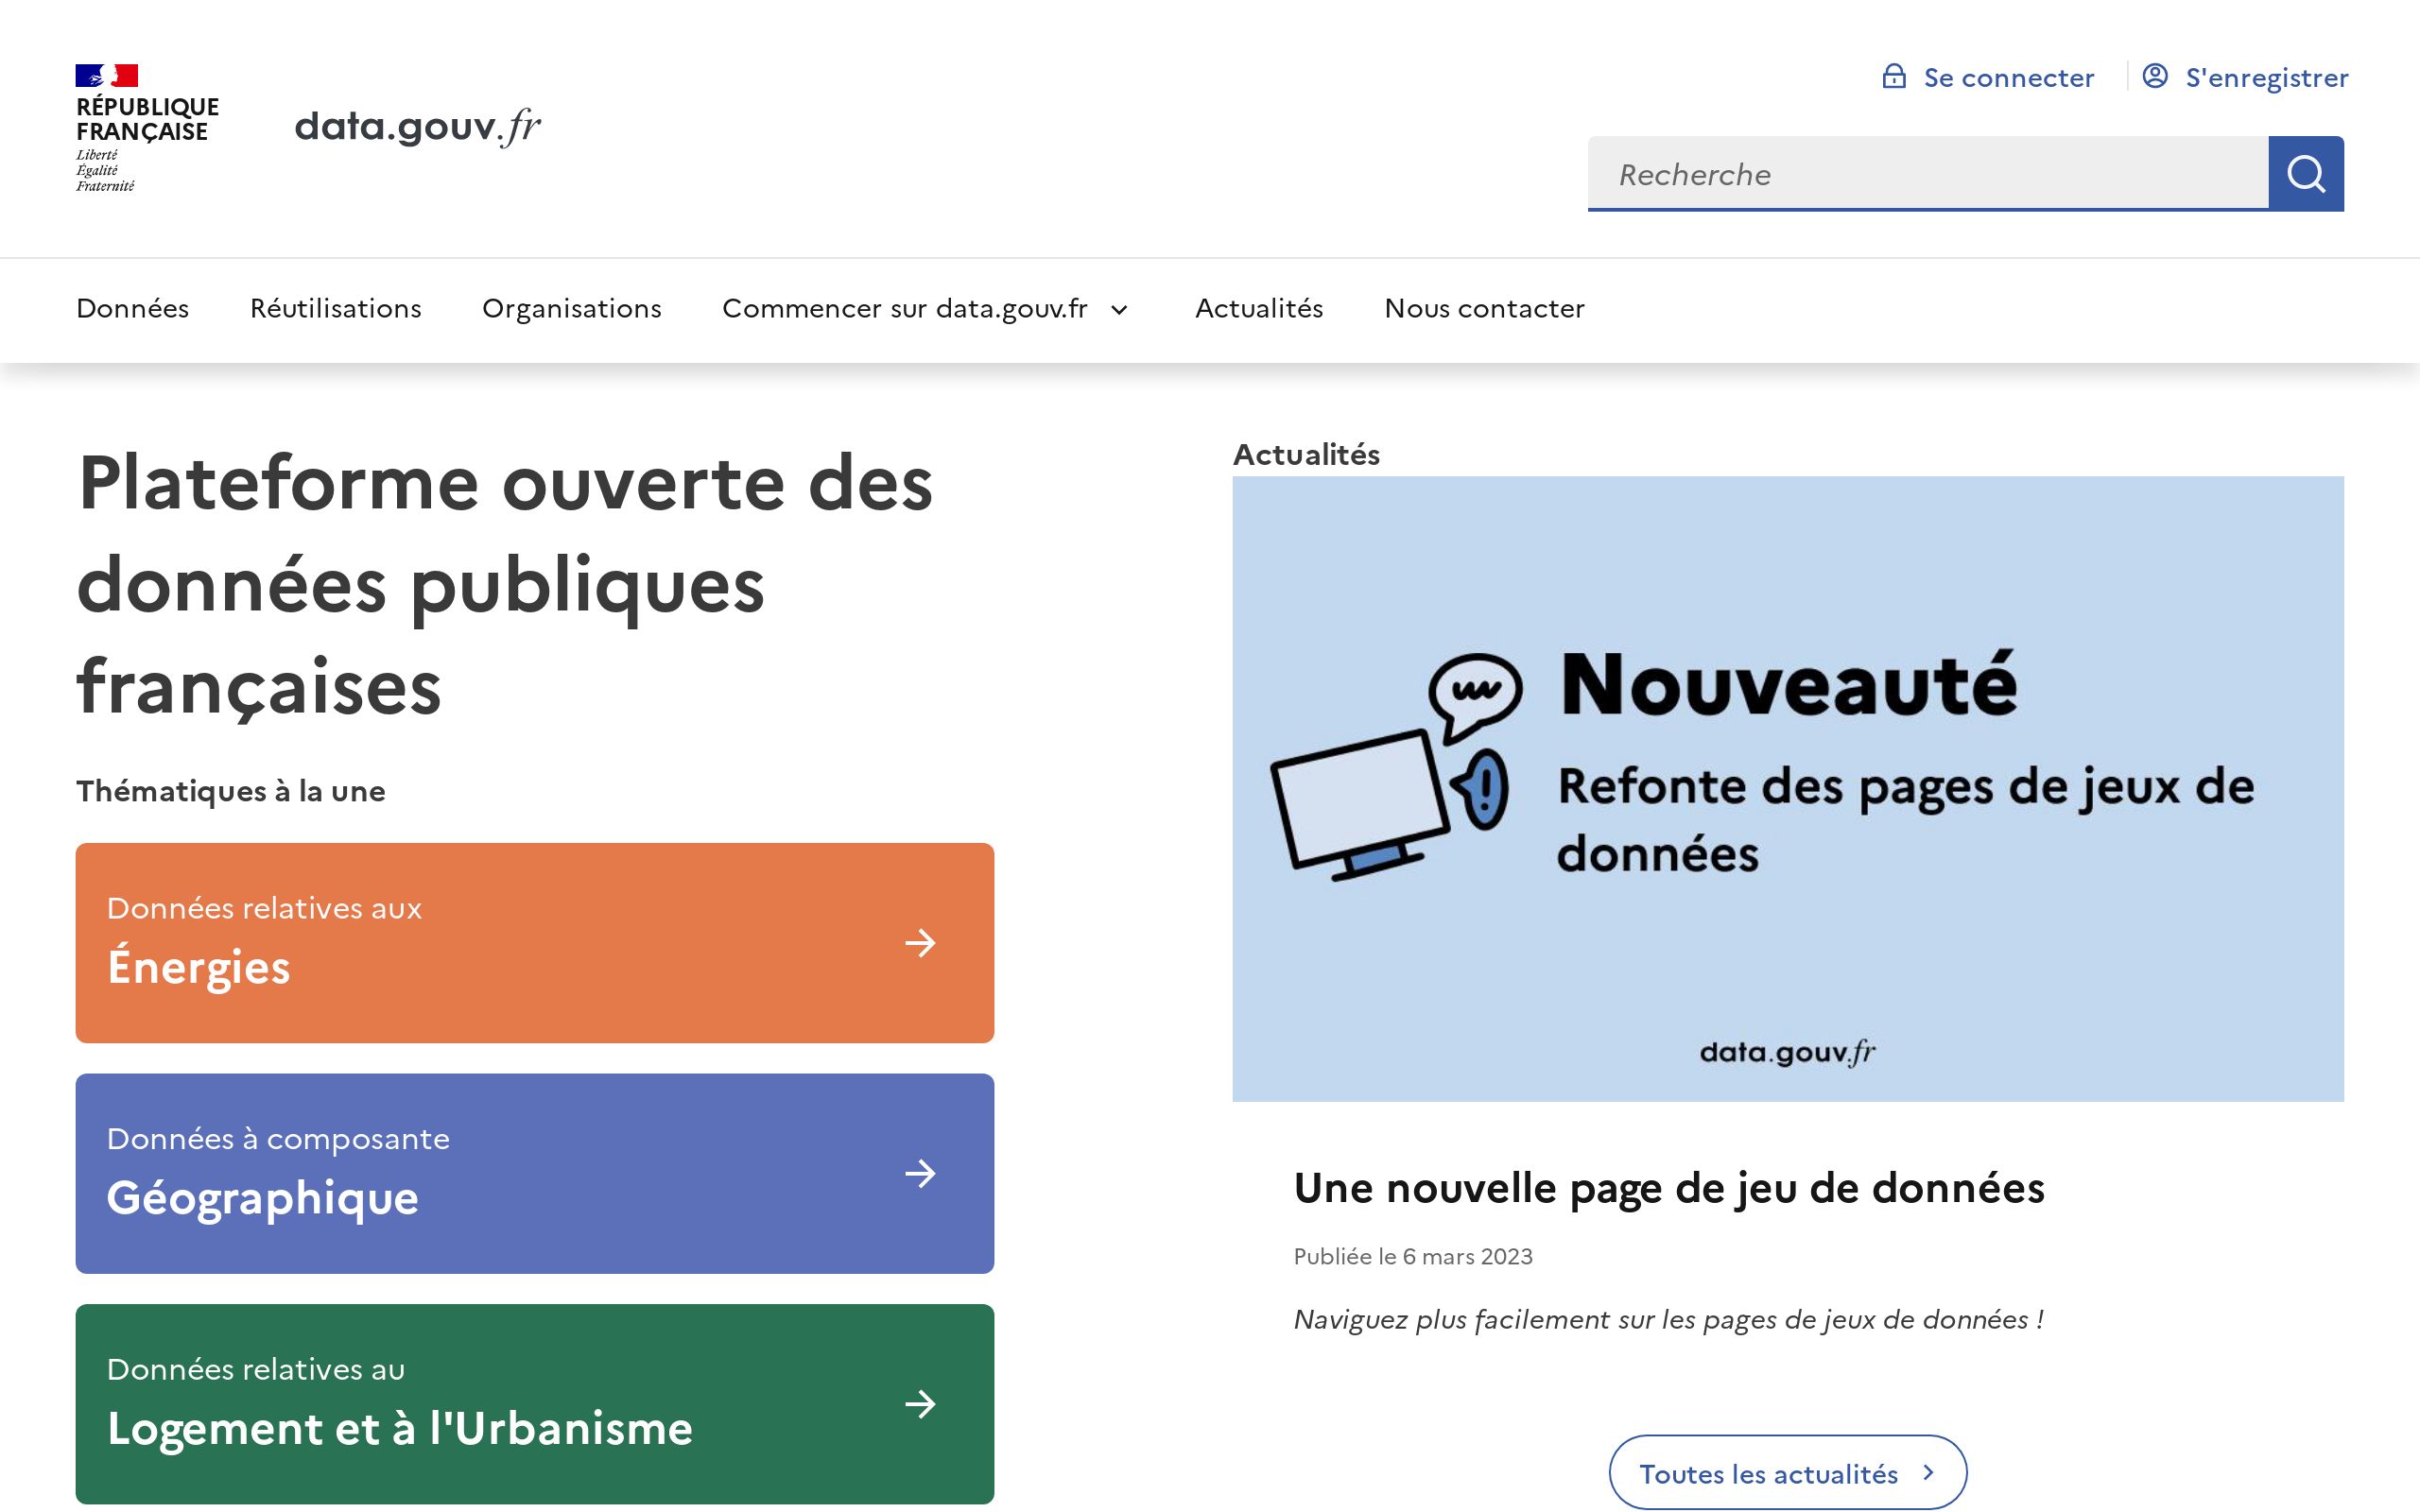 RÉPUBLIQUE
FRANÇAISE
Liberté
Égalité
Fraternité
data.gouv.fr
Se connecter
S'enregistrer
Recherche
Données
Réutilisations
Organisations
Commencer sur data.gouv.fr
Actualités
Nous contacter
Plateforme ouverte des
données publiques
françaises
Thématiques à la une
Données relatives aux
Énergies
Données à composante
Géographique
Données relatives au
Logement et à l'Urbanisme
Actualités
Nouveauté
Refonte des pages de jeux de
données
data.gouv.fr
Une nouvelle page de jeu de données
Publiée le 6 mars 2023
Naviguez plus facilement sur les pages de jeux de données !
Toutes les actualités